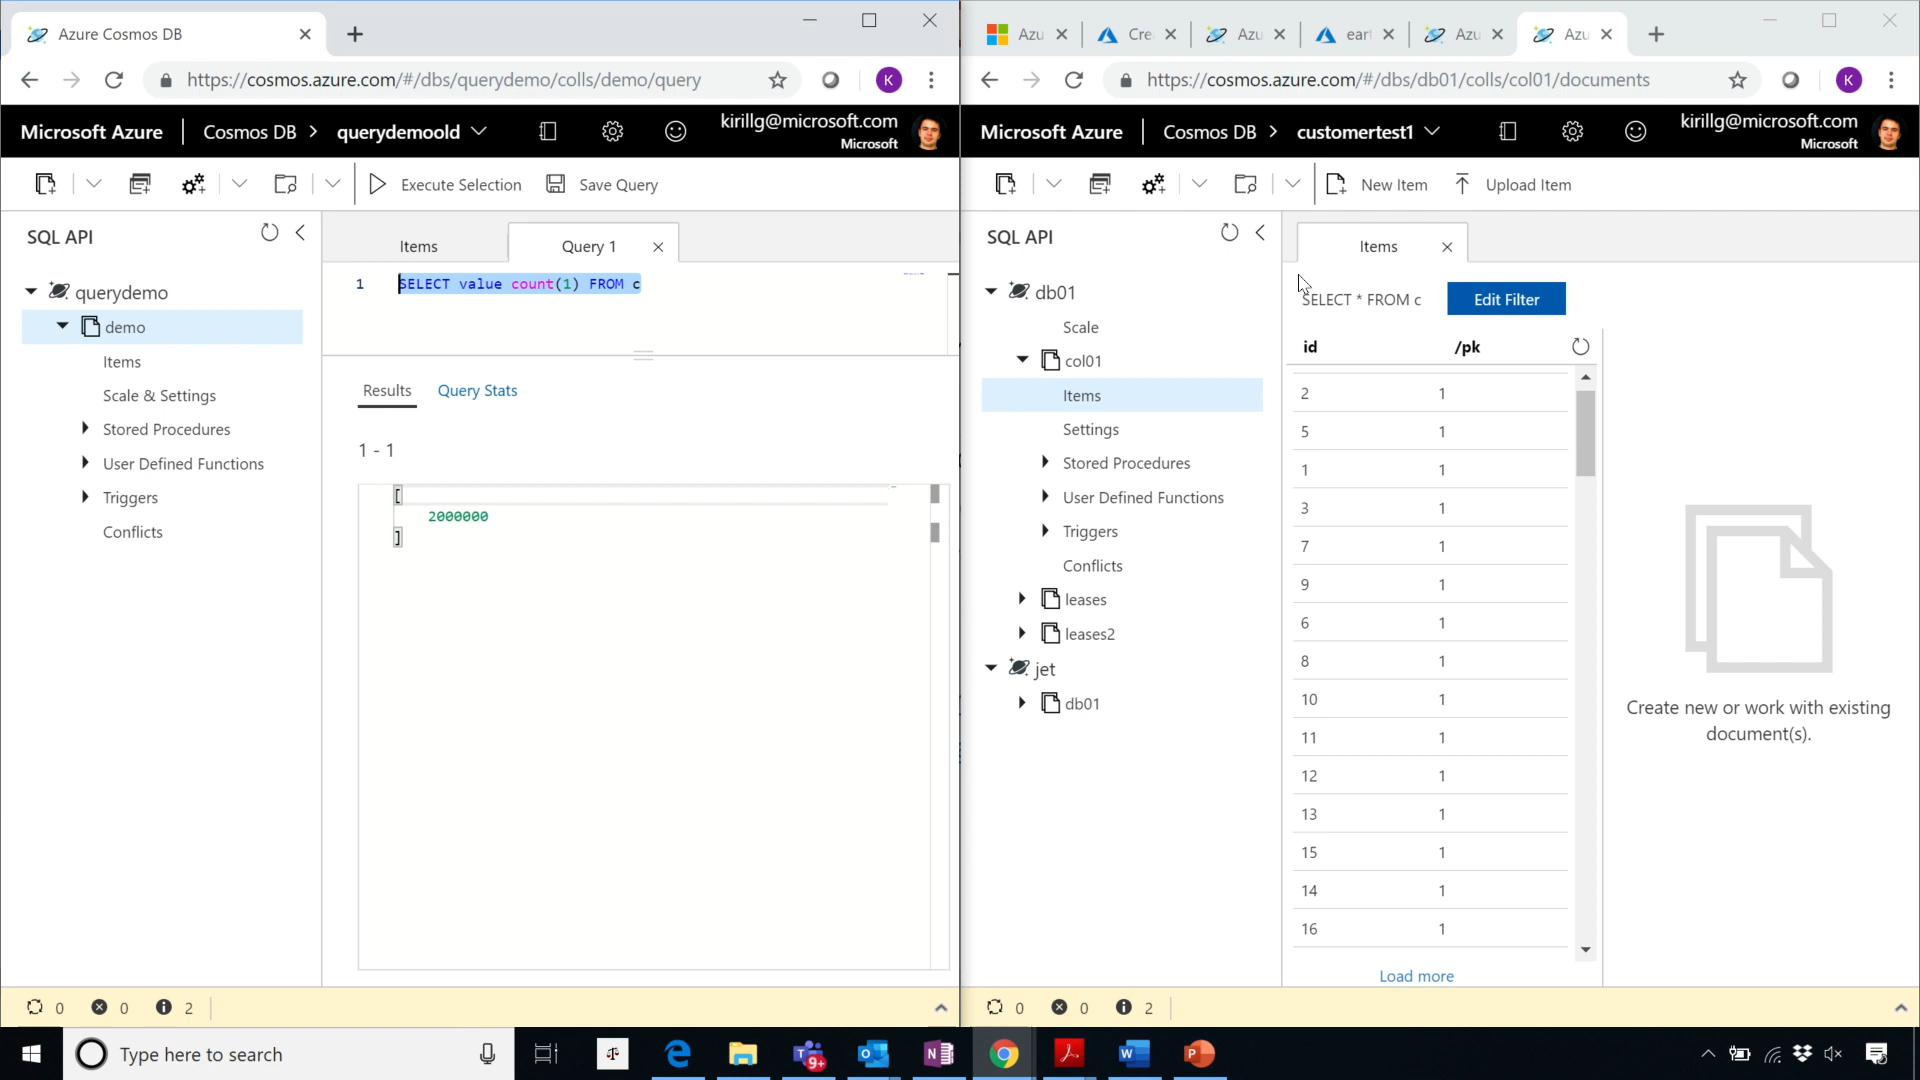 Azure Cosmos DB
https://cosmos.azure.com/#/dbs/querydemo/colls/demo/query
K
Microsoft Azure
Cosmos DB
querydemoold
kirillg@microsoft.com
Microsoft
Execute Selection
Save Query
SQL API
querydemo
demo
Items
Scale & Settings
Stored Procedures
User Defined Functions
Triggers
Conflicts
Items
Query 1
1 SELECT value count(1) FROM c
Results
Query Stats
1 - 1
[
2000000
]
0
0
2
Azu
Cre
Azu
eart
Azu
Azu
https://cosmos.azure.com/#/dbs/db01/colls/col01/documents
K
Microsoft Azure
Cosmos DB
customertest1
kirillg@microsoft.com
Microsoft
New Item
Upload Item
SQL API
db01
Scale
col01
Items
Settings
Stored Procedures
User Defined Functions
Triggers
Conflicts
leases
leases2
jet
db01
Items
SELECT * FROM c
Edit Filter
id /pk
2 1
5 1
1 1
3 1
7 1
9 1
6 1
8 1
10 1
11 1
12 1
13 1
15 1
14 1
16 1
Load more
Create new or work with existing
document(s).
0
0
2
Type here to search
9+